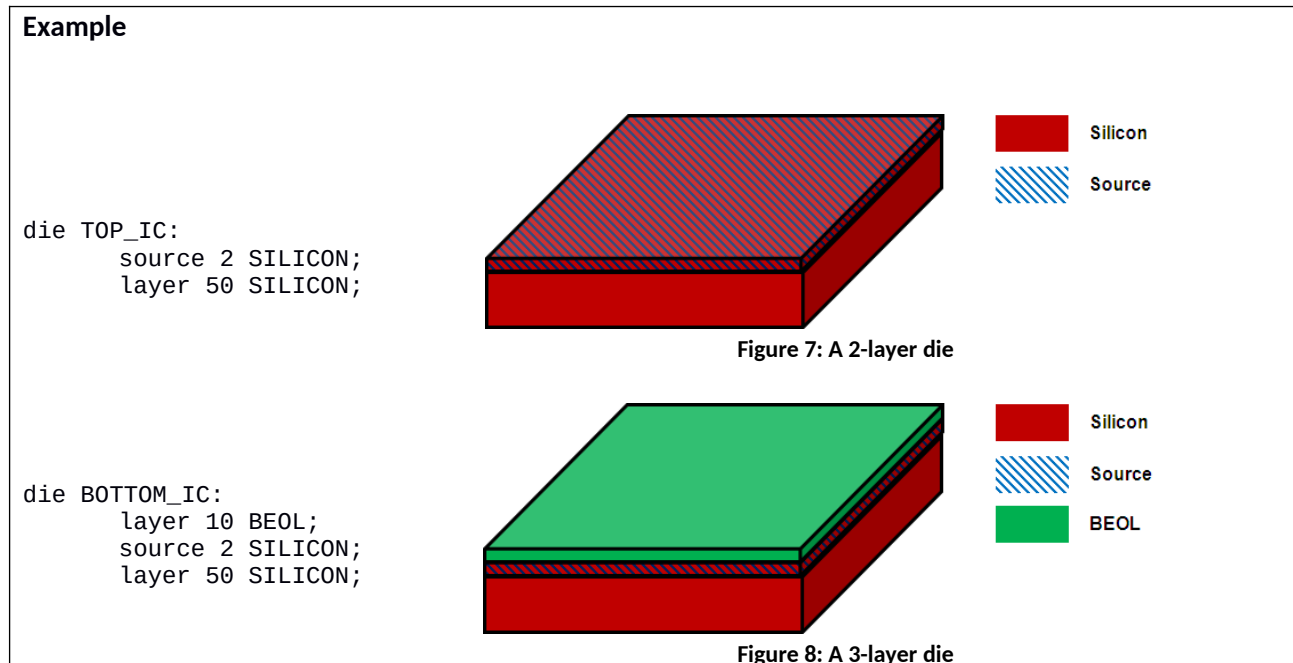 Example
Silicon
Source
die TOP_IC:
source 2 SILICON;
layer 50 SILICON;
Figure 7: A 2-layer die
Silicon
Source
BEOL
die BOTTOM_IC:
layer 10 BEOL;
source 2 SILICON;
layer 50 SILICON;
Figure 8: A 3-layer die